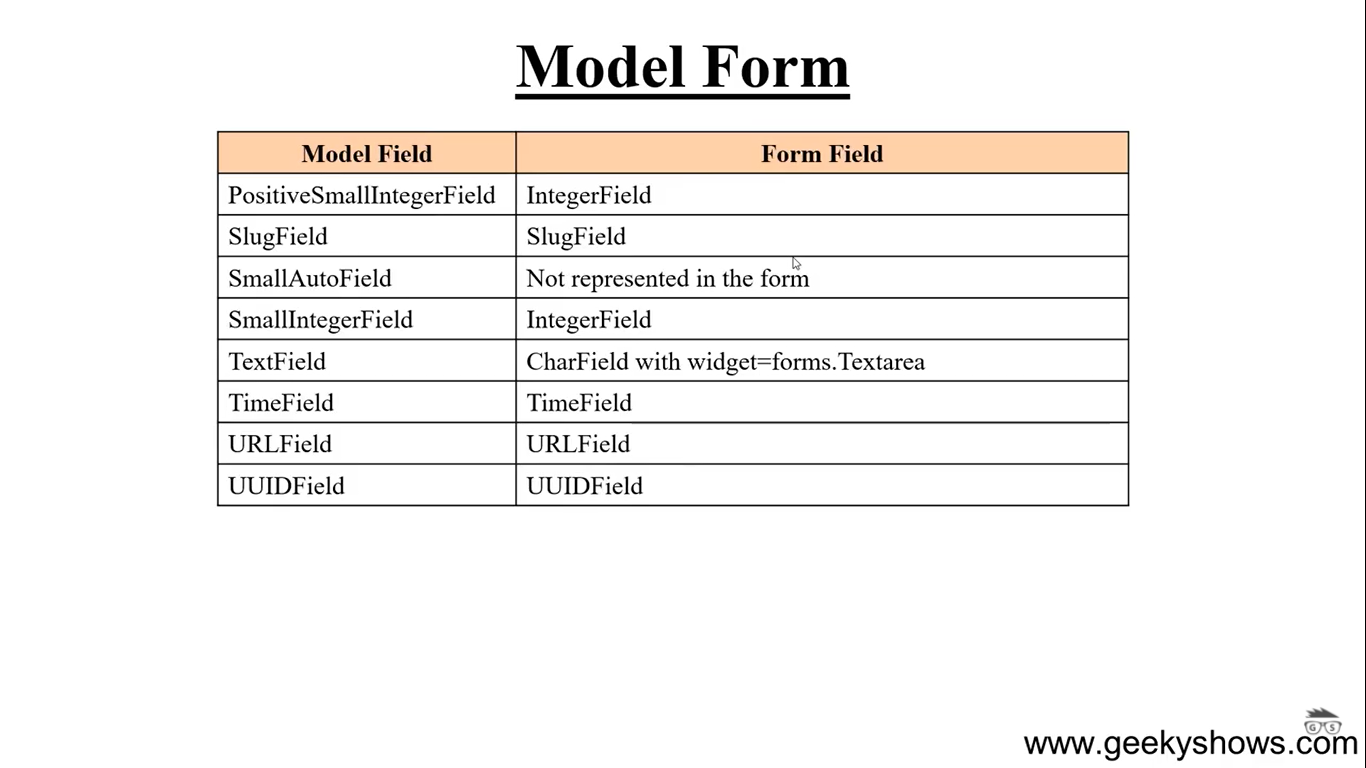 Model Form
Model Field Form Field
PositiveSmallIntegerField IntegerField
SlugField SlugField
SmallAutoField Not represented in the form
SmallIntegerField IntegerField
TextField CharField with widget=forms.Textarea
TimeField TimeField
URLField URLField
UUIDField UUIDField
G S
www.geekyshows.com